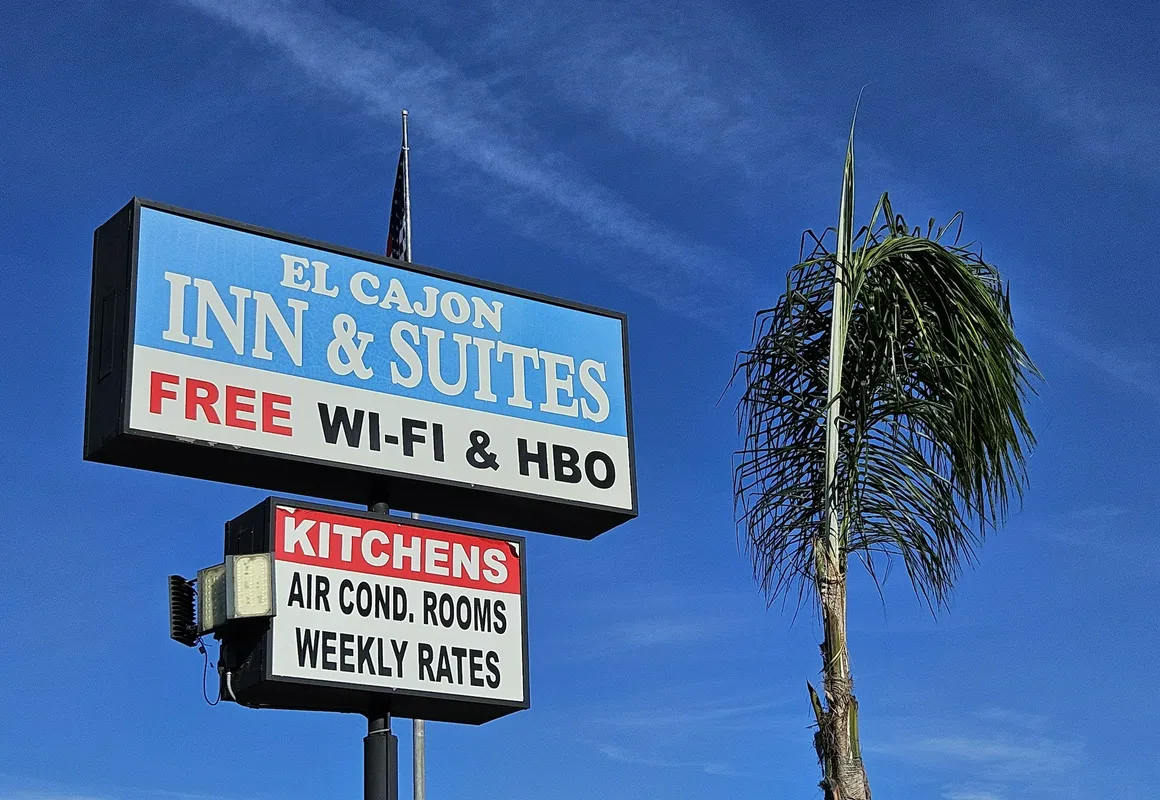 EL CAJON
INN & SUITES
FREE WI-FI & HBO
KITCHENS
AIR COND. ROOMS
WEEKLY RATES